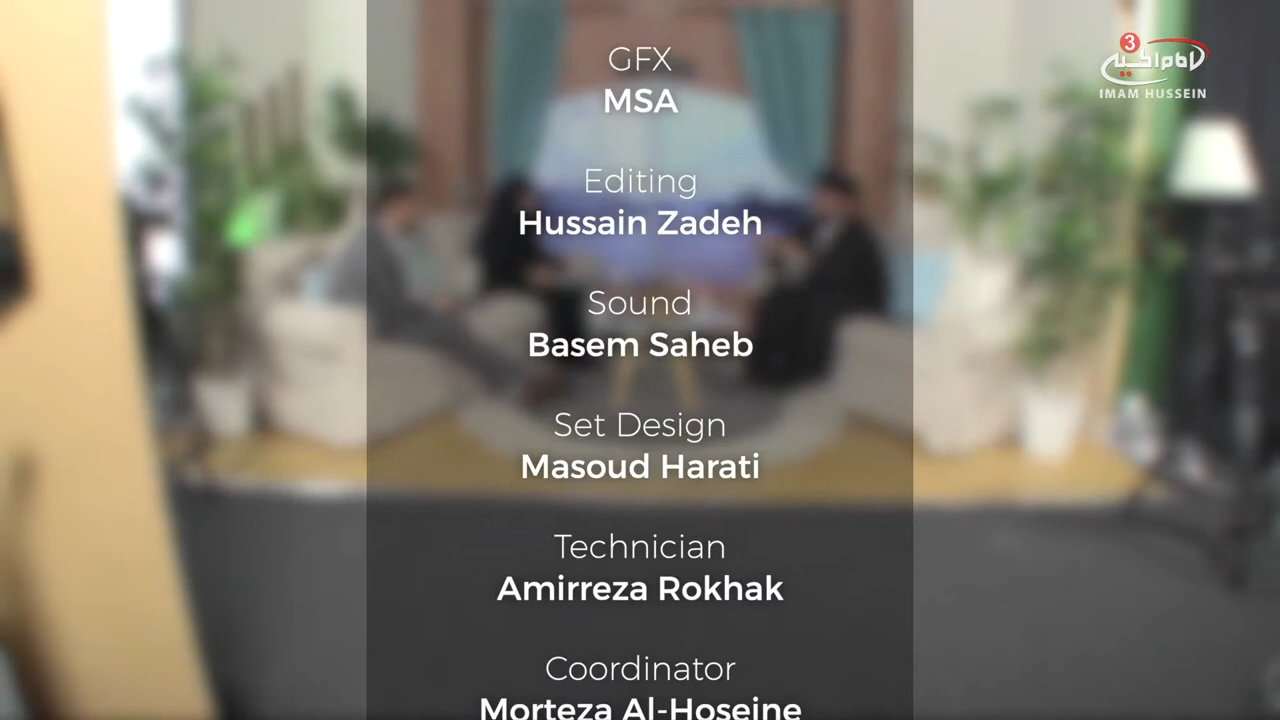 3
IMAM HUSSEIN
GFX
MSA
Editing
Hussain Zadeh
Sound
Basem Saheb
Set Design
Masoud Harati
Technician
Amirreza Rokhak
Coordinator
Morteza Al-Hoseine